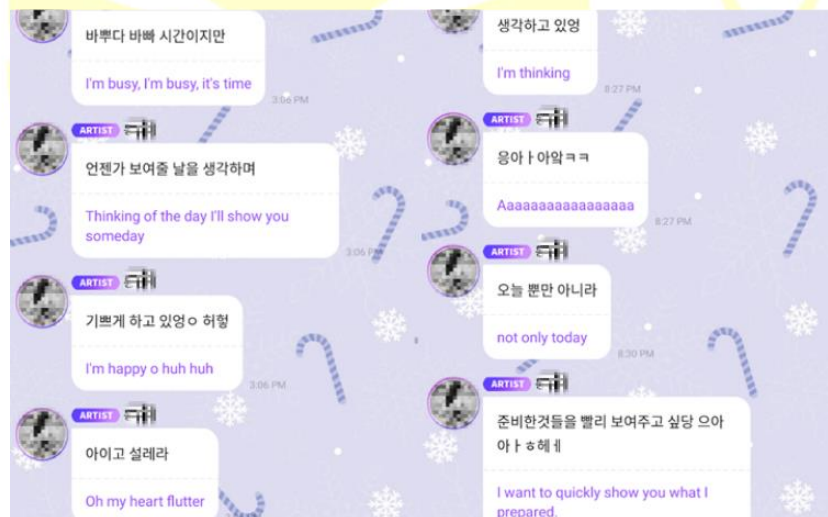 바뿌다 바빠 시간이지만
I'm busy, I'm busy, it's time
3:06 PM
ARTIST
언젠가 보여줄 날을 생각하며
Thinking of the day I'll show you
someday
3:06 PM
ARTIST
기쁘게 하고 있엉ㅇ 허헣
I'm happy o huh huh
3:06 PM
ARTIST
아이고 설레라
Oh my heart flutter
생각하고 있엉
I'm thinking
8:27 PM
ARTIST
응아ㅏ아앜ㅋㅋ
Aaaaaaaaaaaaaaaaa
8:27 PM
ARTIST
오늘 뿐만 아니라
not only today
8:30 PM
ARTIST
준비한것들을 빨리 보여주고 싶당 으아
아ㅏㅎ헤ㅔ
I want to quickly show you what I
prepared.